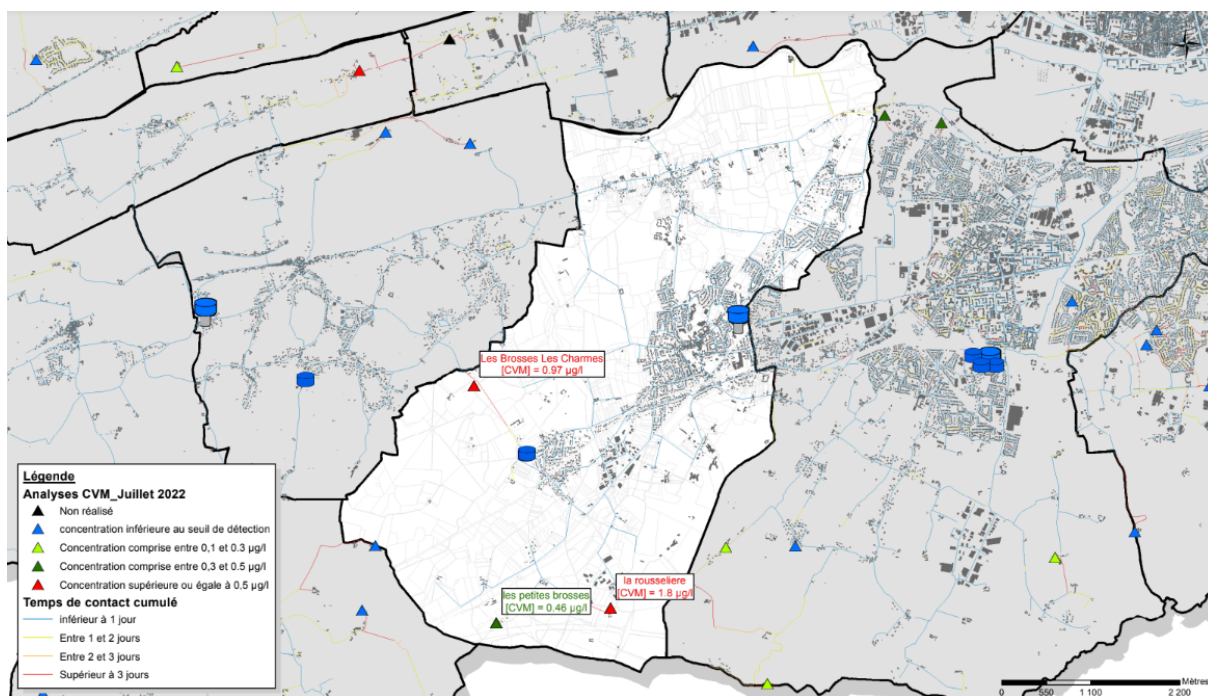 Les Brosses Les Charmes
[CVM] = 0.97 µg/l
la rousseliere
[CVM] = 1.8 µg/l
les petites brosses
[CVM] = 0.46 µg/l
Légende
Analyses CVM_Juillet 2022
Non réalisé
concentration inférieure au seuil de détection
Concentration comprise entre 0,1 et 0.3 µg/l
Concentration comprise entre 0,3 et 0.5 µg/l
Concentration supérieure ou égale à 0,5 µg/l
Temps de contact cumulé
inférieur à 1 jour
Entre 1 et 2 jours
Entre 2 et 3 jours
Supérieur à 3 jours
Mètres
0 550 1 100 2 200